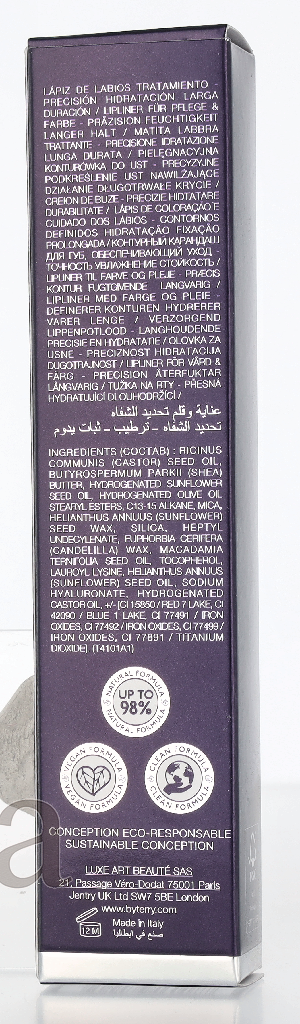 LÁPIZ DE LABIOS TRATAMIENTO -
PRECISIÓN HIDRATACIÓN LARGA
DURACIÓN / LIPLINER FÜR PFLEGE &
FARBE - PRÄZISION FEUCHTIGKEIT
LANGER HALT / MATITA LABBRA
TRATTANTE - PRECISIONE IDRATAZIONE
LUNGA DURATA / PIELĘGNACYJNA
KONTURÓWKA DO UST - PRECYZYJNE
PODKREŚLENIE UST NAWILŻAJĄCE
DZIAŁANIE DŁUGOTRWAŁE KRYCIE /
CREION DE BUZE - PRECIZIE HIDTATARE
DURABILITATE / LÁPIS DE COLORAÇÃO E
CUIDADO DOS LÁBIOS - CONTORNOS
DEFINIDOS HIDRATAÇÃO FIXAÇÃO
PROLONGADA / КОНТУРНЫЙ КАРАНДАШ
ДЛЯ ГУБ, ОБЕСПЕЧИВАЮЩИЙ УХОД -
ТОЧНОСТЬ УВЛАЖНЕНИЕ СТОЙКОСТЬ /
LIPLINER TIL FARVE OG PLEJE - PRÆCIS
KONTUR FUGTGIVENDE LANGVARIG /
LIPLINER MED FARGE OG PLEIE -
DEFINERER KONTUREN HYDRERER
VARER LENGE / VERZORGEND
LIPPENPOTLOOD - LANGHOUDENDE
PRECISIE EN HYDRATATIE / OLOVKA ZA
USNE - PRECIZNOST HIDRATACIJA
DUGOTRAJNOST / LIPLINER FÖR VÅRD &
FÄRG - PRECISION ÅTERFUKTAR
LÅNGVARIG / TUŽKA NA RTY - PŘESNÁ
HYDRATUJÍCÍ DLOUHODRŽÍCÍ /
عناية وقلم تحديد الشفاه
تحديد الشفاه - ترطيب - ثبات يدوم
INGREDIENTS (COCTAB) : RICINUS
COMMUNIS (CASTOR) SEED OIL,
BUTYROSPERMUM PARKII (SHEA)
BUTTER, HYDROGENATED SUNFLOWER
SEED OIL, HYDROGENATED OLIVE OIL
STEARYL ESTERS, C13-15 ALKANE, MICA,
HELIANTHUS ANNUUS (SUNFLOWER)
SEED WAX, SILICA, HEPTYL
UNDECYLENATE, EUPHORBIA CERIFERA
(CANDELILLA) WAX, MACADAMIA
TERNIFOLIA SEED OIL, TOCOPHEROL,
LAUROYL LYSINE, HELIANTHUS ANNUUS
(SUNFLOWER) SEED OIL, SODIUM
HYALURONATE, HYDROGENATED
CASTOR OIL, +/- [CI 15850 / RED 7 LAKE, CI
42090 / BLUE 1 LAKE, CI 77491 / IRON
OXIDES, CI 77492 / IRON OXIDES, CI 77499 /
IRON OXIDES, CI 77891 / TITANIUM
DIOXIDE] (T4101A1)
NATURAL FORMULA
UP TO
98%
NATURAL FORMULA
VEGAN FORMULA
VEGAN FORMULA
CLEAN FORMULA
CLEAN FORMULA
CONCEPTION ECO-RESPONSABLE
SUSTAINABLE CONCEPTION
LUXE ART BEAUTÉ SAS
21, Passage Véro-Dodat 75001 Paris
Jentry UK Ltd SW7 5BE London
www.byterry.com
12M
Made in Italy
صنع في ايطاليا
a